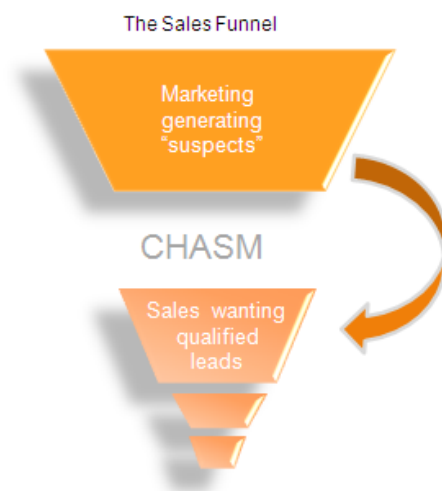 The Sales Funnel
Marketing
generating
“suspects”
CHASM
Sales wanting
qualified
leads